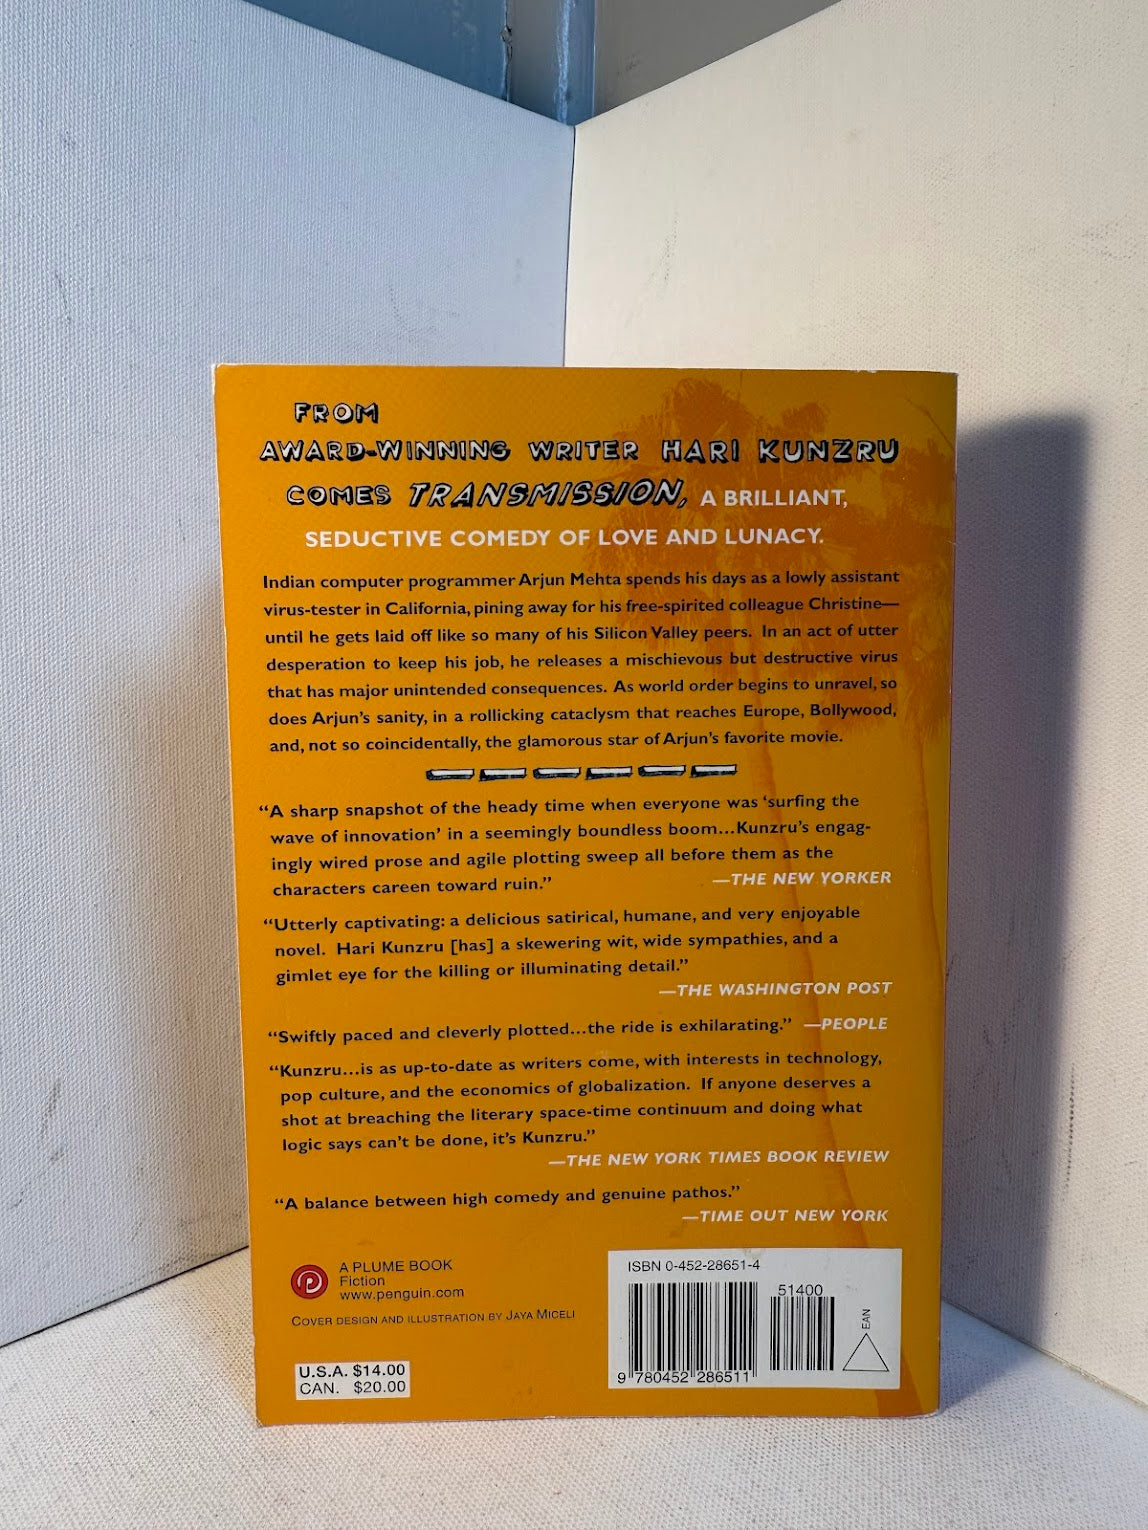 FROM
AWARD-WINNING WRITER HARI KUNZRU
COMES TRANSMISSION, A BRILLIANT,
SEDUCTIVE COMEDY OF LOVE AND LUNACY.
Indian computer programmer Arjun Mehta spends his days as a lowly assistant
virus-tester in California, pining away for his free-spirited colleague Christine—
until he gets laid off like so many of his Silicon Valley peers. In an act of utter
desperation to keep his job, he releases a mischievous but destructive virus
that has major unintended consequences. As world order begins to unravel, so
does Arjun's sanity, in a rollicking cataclysm that reaches Europe, Bollywood,
and, not so coincidentally, the glamorous star of Arjun's favorite movie.
“A sharp snapshot of the heady time when everyone was ‘surfing the
wave of innovation’ in a seemingly boundless boom...Kunzru’s engag-
ingly wired prose and agile plotting sweep all before them as the
characters careen toward ruin.” —THE NEW YORKER
“Utterly captivating: a delicious satirical, humane, and very enjoyable
novel. Hari Kunzru [has] a skewering wit, wide sympathies, and a
gimlet eye for the killing or illuminating detail.”
—THE WASHINGTON POST
“Swiftly paced and cleverly plotted...the ride is exhilarating.” —PEOPLE
“Kunzru...is as up-to-date as writers come, with interests in technology,
pop culture, and the economics of globalization. If anyone deserves a
shot at breaching the literary space-time continuum and doing what
logic says can’t be done, it’s Kunzru.”
—THE NEW YORK TIMES BOOK REVIEW
“A balance between high comedy and genuine pathos.”
—TIME OUT NEW YORK
A PLUME BOOK
Fiction
www.penguin.com
COVER DESIGN AND ILLUSTRATION BY JAYA MICELI
U.S.A. $14.00
CAN. $20.00
ISBN 0-452-28651-4
51400
EAN
9 780452 286511